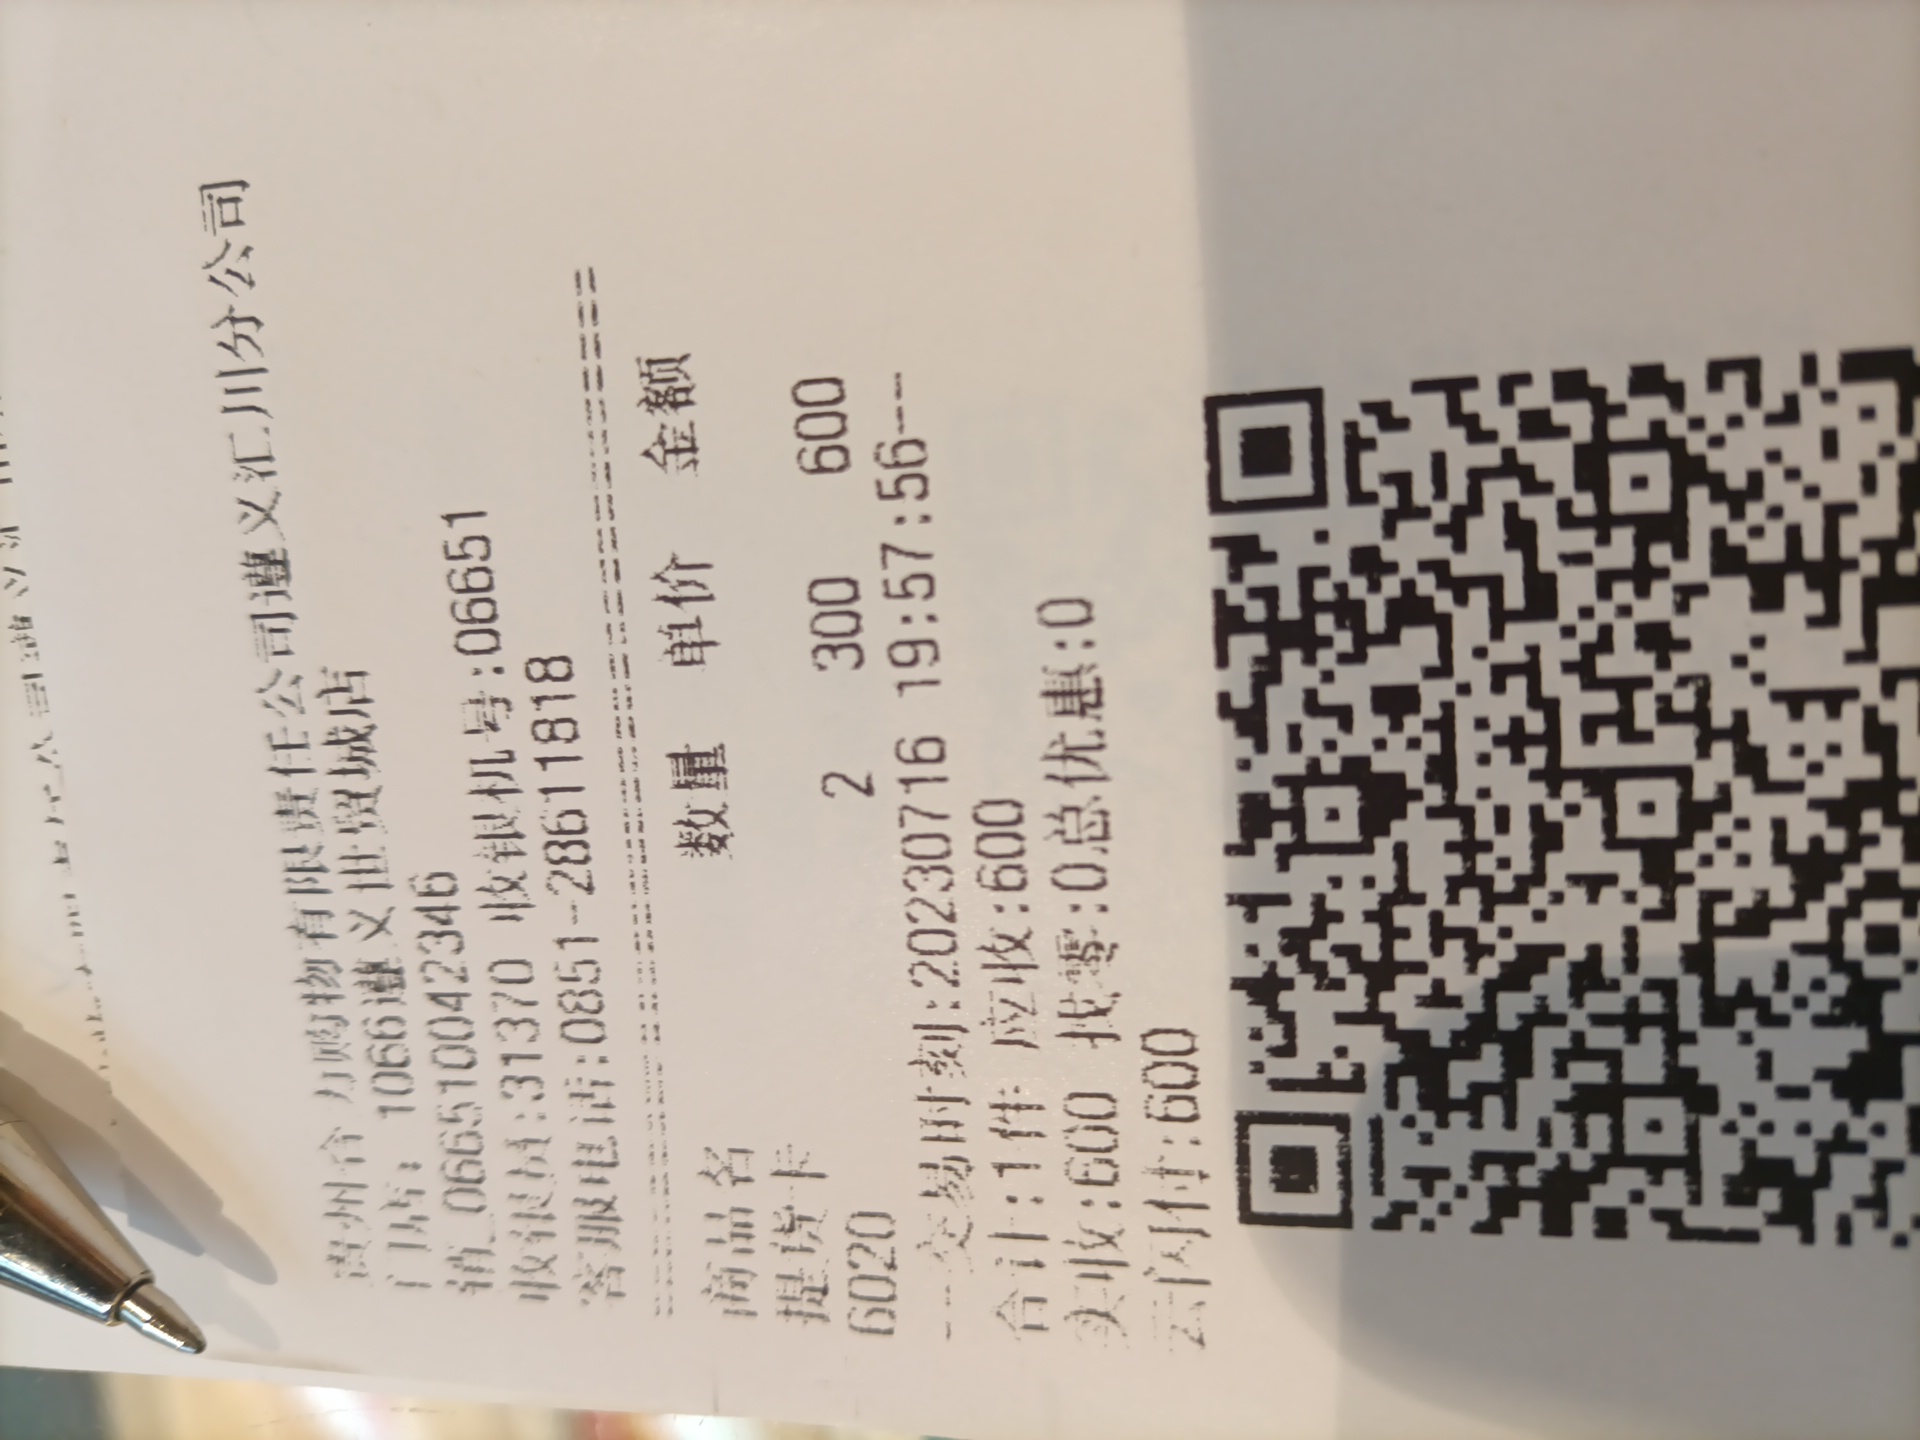 贵州合力购物有限责任公司遵义汇川分公司
门店: 1066遵义世贸城店
销_066510042346
收银员:31370 收银机号:06651
客服电话:0851-28611818
商品名 数量 单价 金额
提货卡
6020 2 300 600
--交易时刻:20230716 19:57:56--
合计:1件 应收:600
实收:600 找零:0总优惠:0
云闪付:600